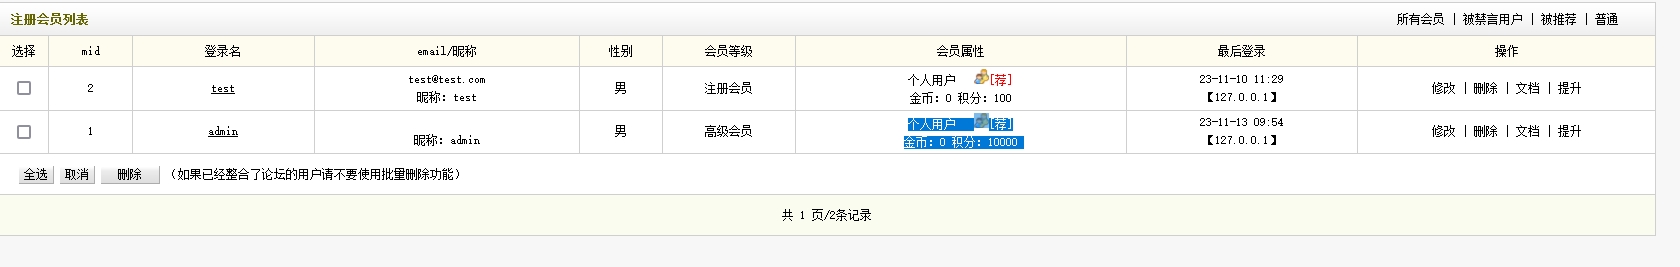 注册会员列表 所有会员 | 被禁言用户 | 被推荐 | 普通
选择 mid 登录名 email/昵称 性别 会员等级 会员属性 最后登录 操作
2 test test@test.com 男 注册会员 个人用户 [荐] 23-11-10 11:29 修改 | 删除 | 文档 | 提升
昵称：test 金币：0 积分：100 【127.0.0.1】
1 admin 男 高级会员 个人用户 [荐] 23-11-13 09:54 修改 | 删除 | 文档 | 提升
昵称：admin 金币：0 积分：10000 【127.0.0.1】
全选 取消 删除 （如果已经整合了论坛的用户请不要使用批量删除功能）
共 1 页/2条记录